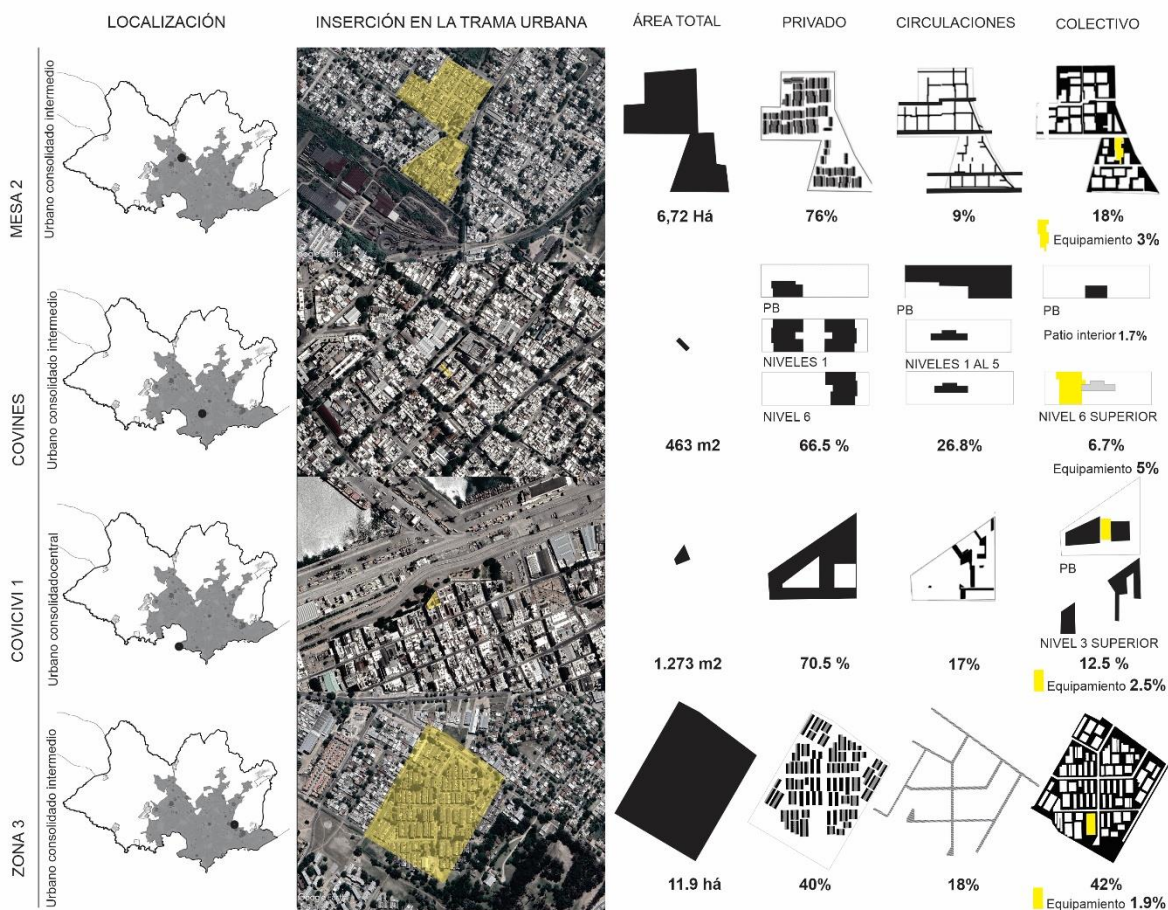 LOCALIZACIÓN
INSERCIÓN EN LA TRAMA URBANA
ÁREA TOTAL
PRIVADO
CIRCULACIONES
COLECTIVO
MESA 2
Urbano consolidado intermedio
6,72 Há
76%
9%
18%
Equipamiento 3%
COVINES
Urbano consolidado intermedio
PB
PB
PB
Patio interior 1.7%
NIVELES 1
NIVELES 1 AL 5
NIVEL 6
NIVEL 6 SUPERIOR
463 m2
66.5 %
26.8%
6.7%
Equipamiento 5%
COVICIVI 1
Urbano consolidadocentral
PB
NIVEL 3 SUPERIOR
1.273 m2
70.5 %
17%
12.5 %
Equipamiento 2.5%
ZONA 3
Urbano consolidado intermedio
11.9 há
40%
18%
42%
Equipamiento 1.9%